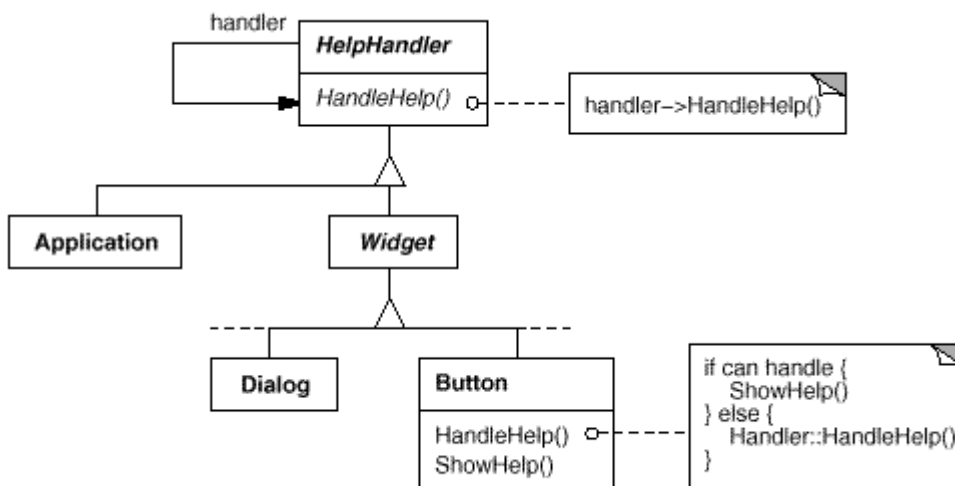 handler
HelpHandler
HandleHelp()
handler->HandleHelp()
Application
Widget
Dialog
Button
HandleHelp()
ShowHelp()
if can handle {
ShowHelp()
} else {
Handler::HandleHelp()
}